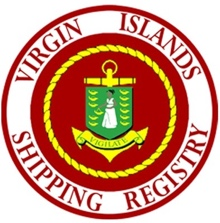 VIRGIN ISLANDS
SHIPPING REGISTRY
VIGILATE